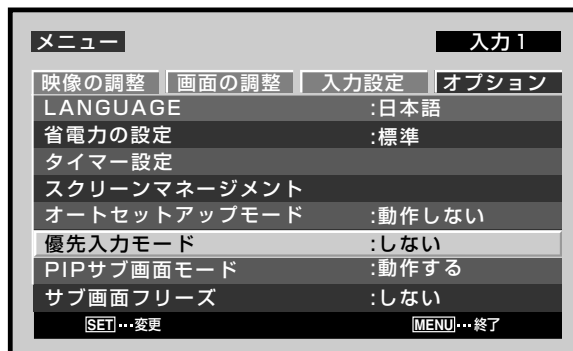 メニュー 入力1
映像の調整 画面の調整 入力設定 オプション
LANGUAGE :日本語
省電力の設定 :標準
タイマー設定
スクリーンマネージメント
オートセットアップモード :動作しない
優先入力モード :しない
PIPサブ画面モード :動作する
サブ画面フリーズ :しない
SET…変更 MENU…終了